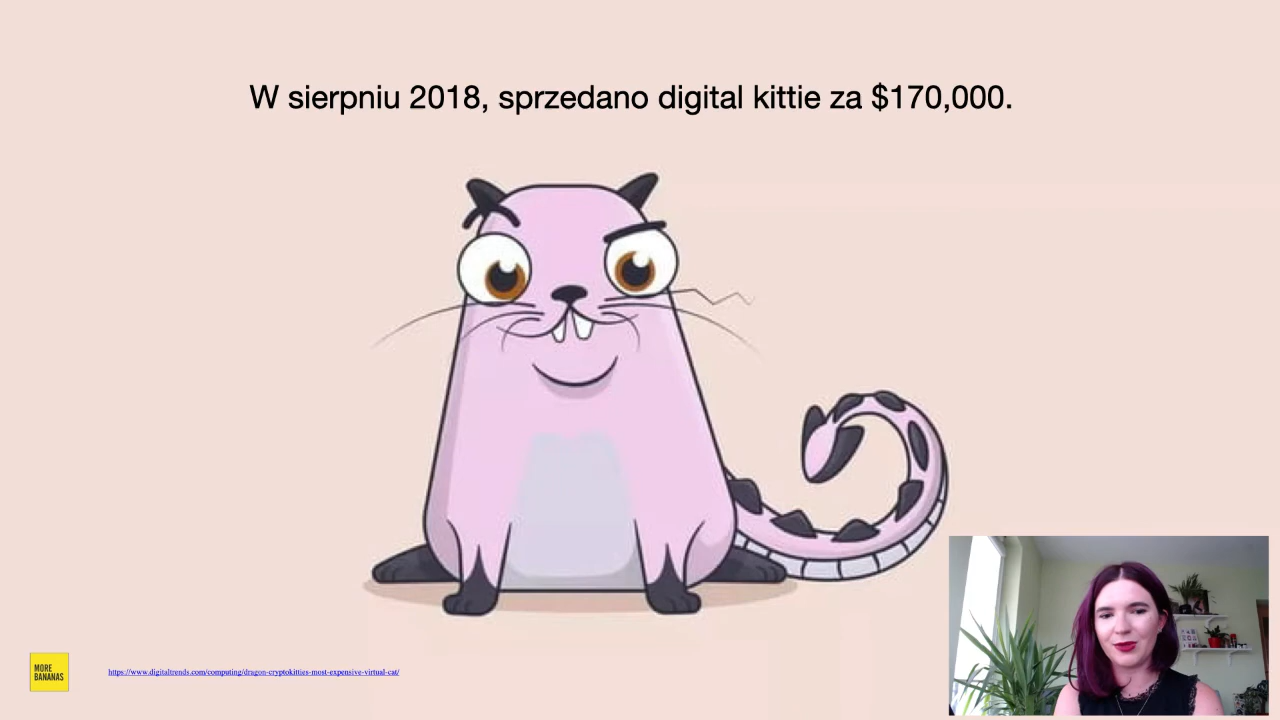 W sierpniu 2018, sprzedano digital kittie za $170,000.
MORE
BANANAS
https://www.digitaltrends.com/computing/dragon-cryptokitties-most-expensive-virtual-cat/